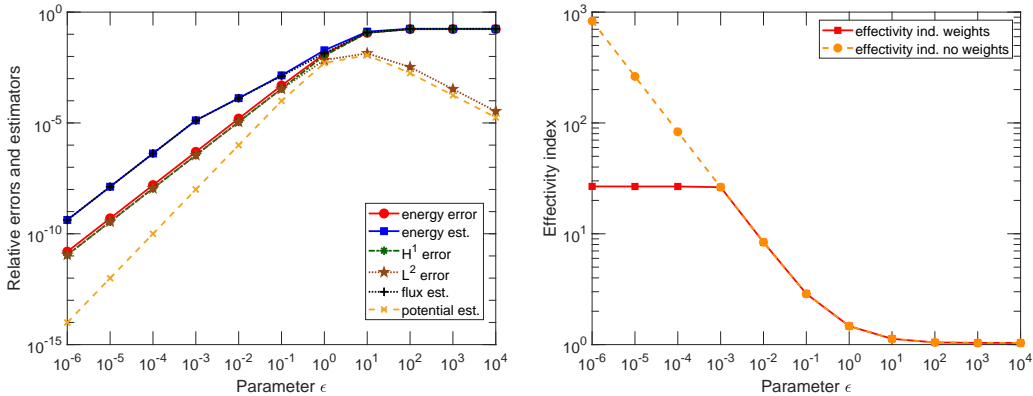 Relative errors and estimators
10^0
10^-5
10^-10
10^-15
energy error
energy est.
H^1 error
L^2 error
flux est.
potential est.
10^-6 10^-5 10^-4 10^-3 10^-2 10^-1 10^0 10^1 10^2 10^3 10^4
Parameter ϵ
Effectivity index
10^3
10^2
10^1
10^0
effectivity ind. weights
effectivity ind. no weights
10^-6 10^-5 10^-4 10^-3 10^-2 10^-1 10^0 10^1 10^2 10^3 10^4
Parameter ϵ